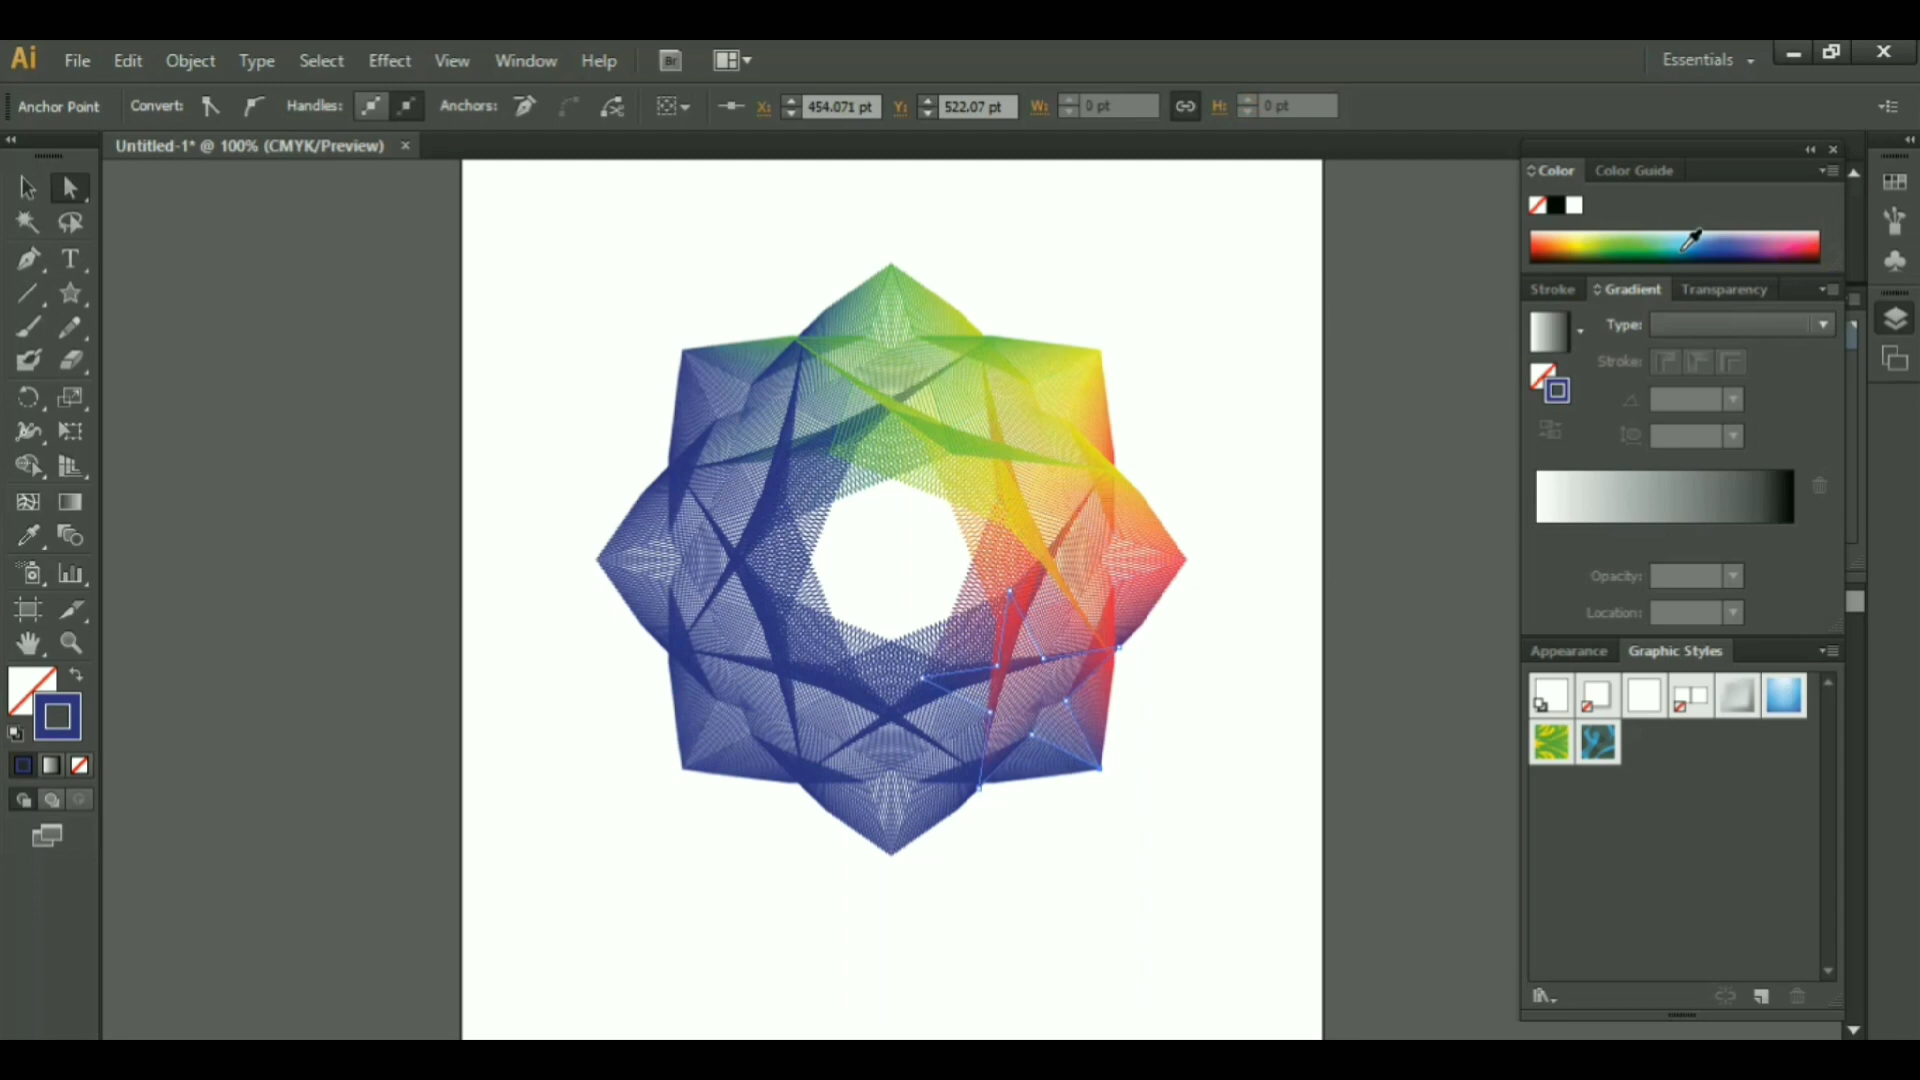 Ai File Edit Object Type Select Effect View Window Help Br Essentials
Anchor Point Convert: Handles: Anchors: X: 454.071 pt Y: 522.07 pt W: 0 pt H: 0 pt
Untitled-1* @ 100% (CMYK/Preview)
Color Color Guide
Stroke Gradient Transparency
Type:
Stroke:
Opacity:
Location:
Appearance Graphic Styles